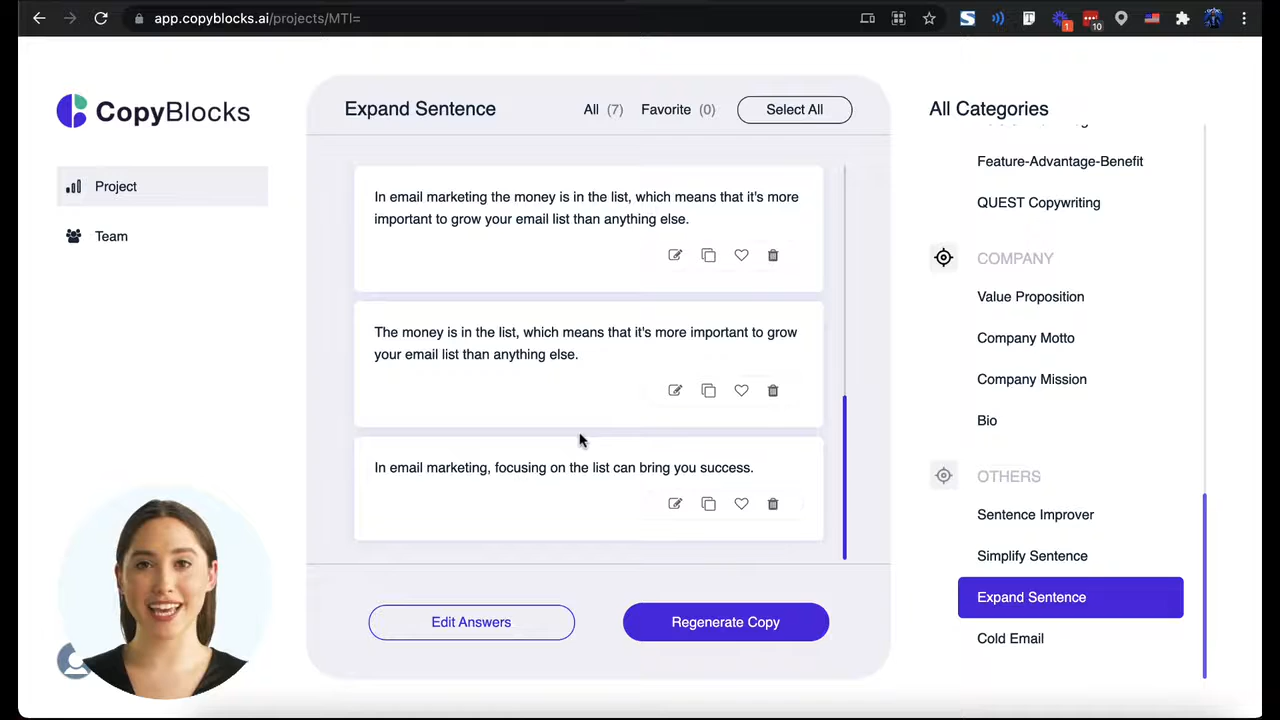 app.copyblocks.ai/projects/MTI=
1
10
CopyBlocks
Project
Team
Expand Sentence
All (7)
Favorite (0)
Select All
In email marketing the money is in the list, which means that it's more
important to grow your email list than anything else.
The money is in the list, which means that it's more important to grow
your email list than anything else.
In email marketing, focusing on the list can bring you success.
Edit Answers
Regenerate Copy
All Categories
Feature-Advantage-Benefit
QUEST Copywriting
COMPANY
Value Proposition
Company Motto
Company Mission
Bio
OTHERS
Sentence Improver
Simplify Sentence
Expand Sentence
Cold Email